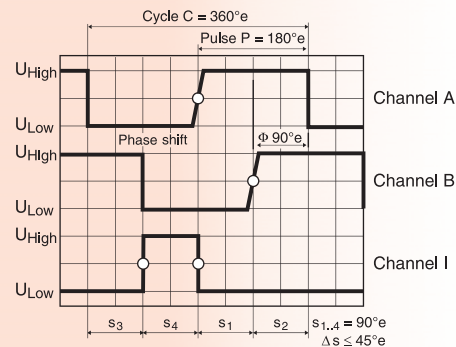 Cycle C = 360°e
Pulse P = 180°e
UHigh
Channel A
ULow
Phase shift
Φ 90°e
UHigh
Channel B
ULow
UHigh
Channel I
ULow
s3 s4 s1 s2 s1..4 = 90°e
Δs ≤ 45°e